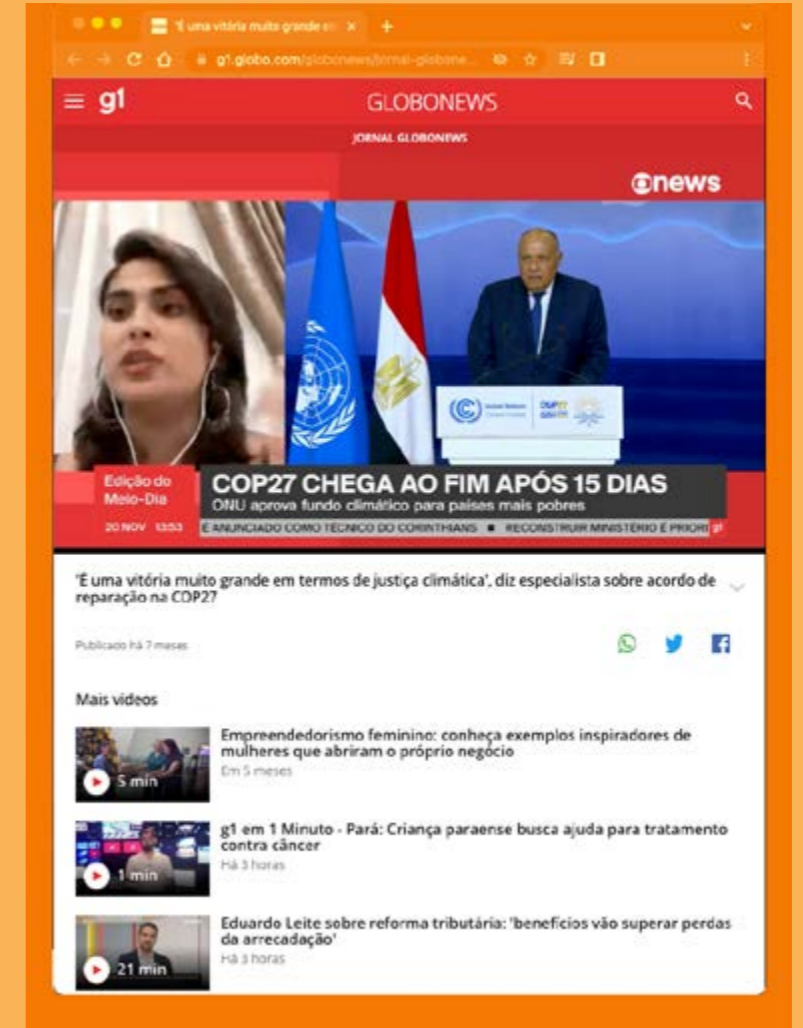 'É uma vitória muito grande e
g1.globo.com/globonews/jornal-globone...
g1
GLOBONEWS
JORNAL GLOBONEWS
news
United Nations
COP27
Edição do
Meio-Dia
COP27 CHEGA AO FIM APÓS 15 DIAS
ONU aprova fundo climático para países mais pobres
20 NOV 13:53
É ANUNCIADO COMO TÉCNICO DO CORINTHIANS ■ RECONSTRUIR MINISTÉRIO É PRIORI g1
'É uma vitória muito grande em termos de justiça climática', diz especialista sobre acordo de
reparação na COP27
Publicado há 7 meses
Mais videos
5 min
Empreendedorismo feminino: conheça exemplos inspiradores de
mulheres que abriram o próprio negócio
Em 5 meses
1 min
g1 em 1 Minuto - Pará: Criança paraense busca ajuda para tratamento
contra câncer
Há 3 horas
21 min
Eduardo Leite sobre reforma tributária: 'benefícios vão superar perdas
da arrecadação'
Há 3 horas